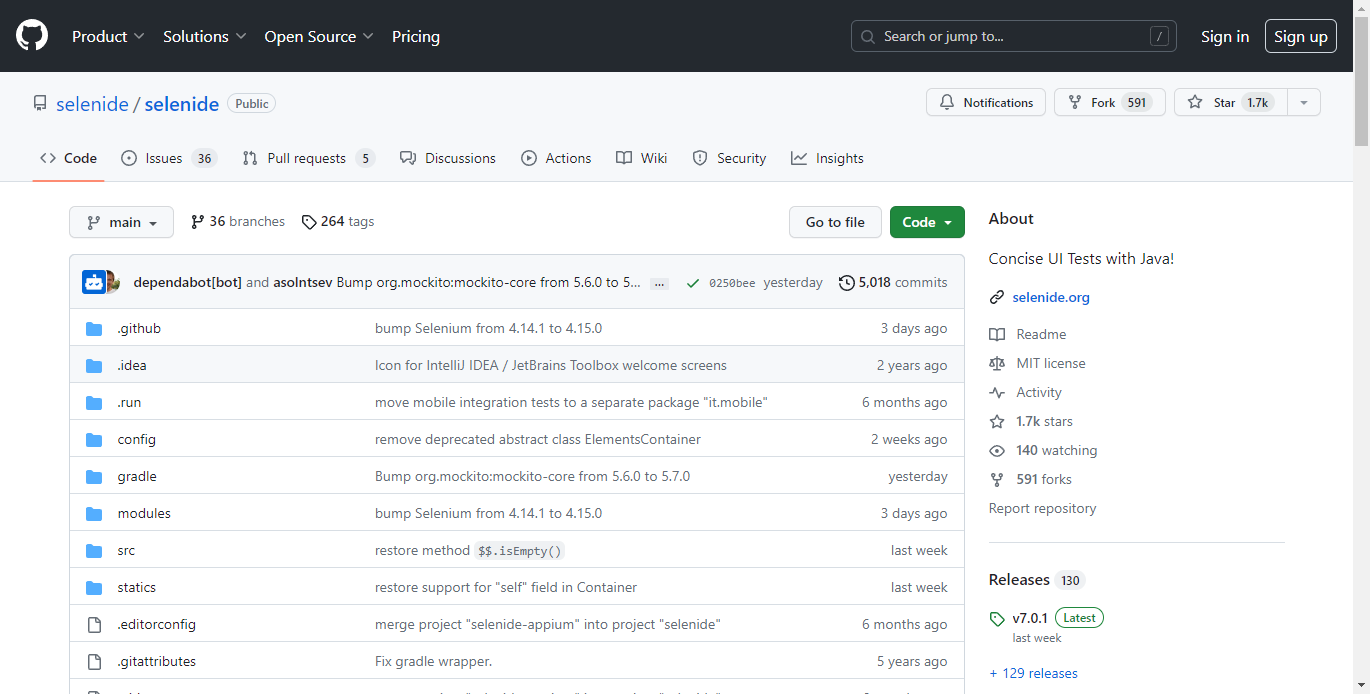 Product Solutions Open Source Pricing Search or jump to... / Sign in Sign up
selenide / selenide Public Notifications Fork 591 Star 1.7k
Code Issues 36 Pull requests 5 Discussions Actions Wiki Security Insights
main 36 branches 264 tags Go to file Code
dependabot[bot] and asolntsev Bump org.mockito:mockito-core from 5.6.0 to 5... ... 0250bee yesterday 5,018 commits
.github bump Selenium from 4.14.1 to 4.15.0 3 days ago
.idea Icon for IntelliJ IDEA / JetBrains Toolbox welcome screens 2 years ago
.run move mobile integration tests to a separate package "it.mobile" 6 months ago
config remove deprecated abstract class ElementsContainer 2 weeks ago
gradle Bump org.mockito:mockito-core from 5.6.0 to 5.7.0 yesterday
modules bump Selenium from 4.14.1 to 4.15.0 3 days ago
src restore method $$.isEmpty() last week
statics restore support for "self" field in Container last week
.editorconfig merge project "selenide-appium" into project "selenide" 6 months ago
.gitattributes Fix gradle wrapper. 5 years ago
About
Concise UI Tests with Java!
selenide.org
Readme
MIT license
Activity
1.7k stars
140 watching
591 forks
Report repository
Releases 130
v7.0.1 Latest
last week
+ 129 releases